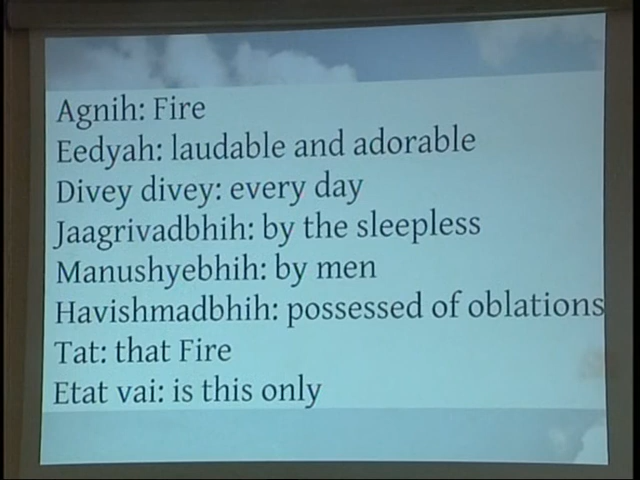 Agnih: Fire
Eedyah: laudable and adorable
Divey divey: every day
Jaagrivadbhih: by the sleepless
Manushyebhih: by men
Havishmadbhih: possessed of oblations
Tat: that Fire
Etat vai: is this only